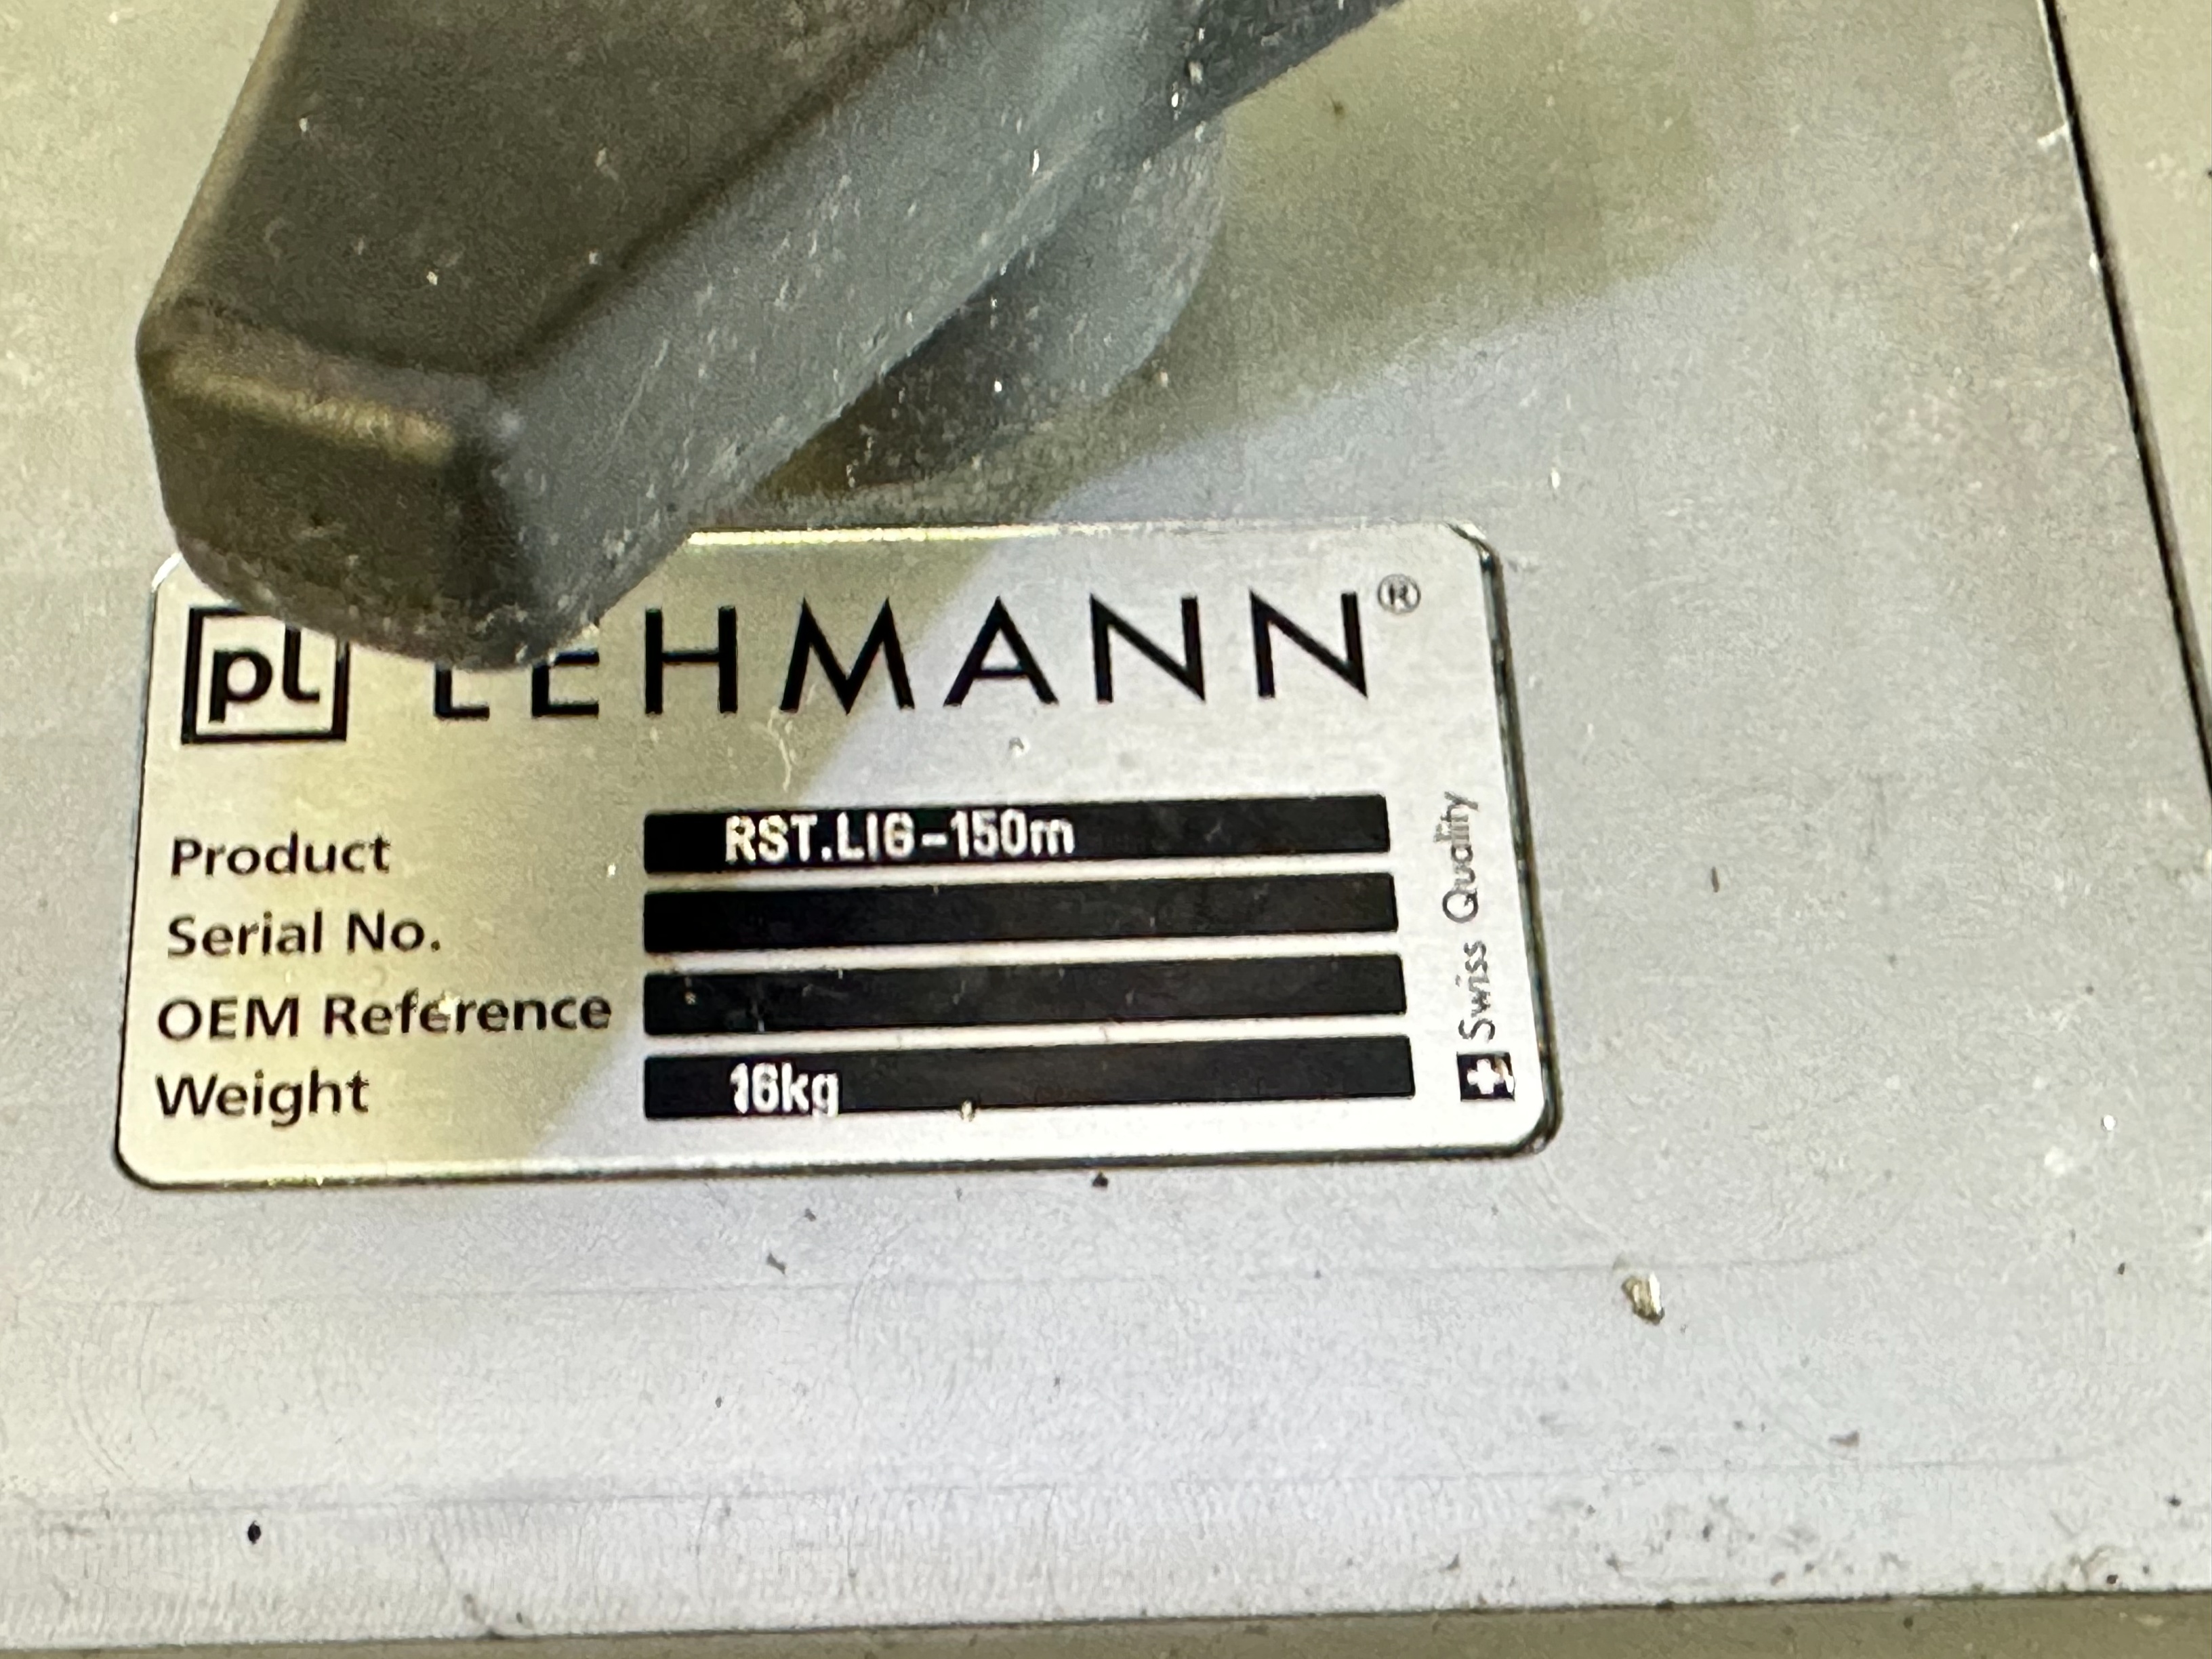 pl LEHMANN®
Product RST.LIG-150m
Serial No.
OEM Reference
Weight 16kg
Swiss Quality